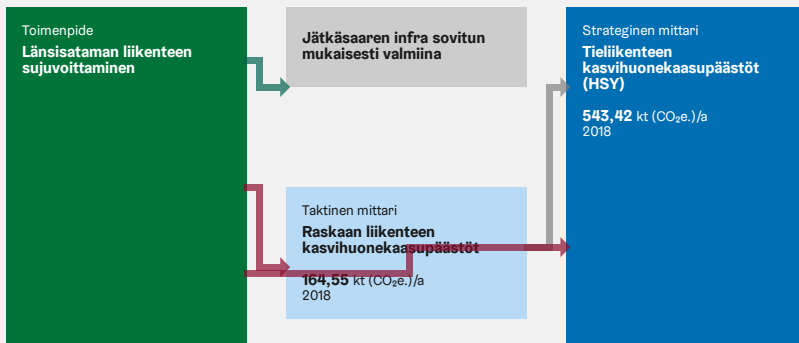 Toimenpide
Länsisataman liikenteen
sujuvoittaminen
Jätkäsaaren infra sovitun
mukaisesti valmiina
Taktinen mittari
Raskaan liikenteen
kasvihuonekaasupäästöt
164,55 kt (CO₂e.)/a
2018
Strateginen mittari
Tieliikenteen
kasvihuonekaasupäästöt
(HSY)
543,42 kt (CO₂e.)/a
2018